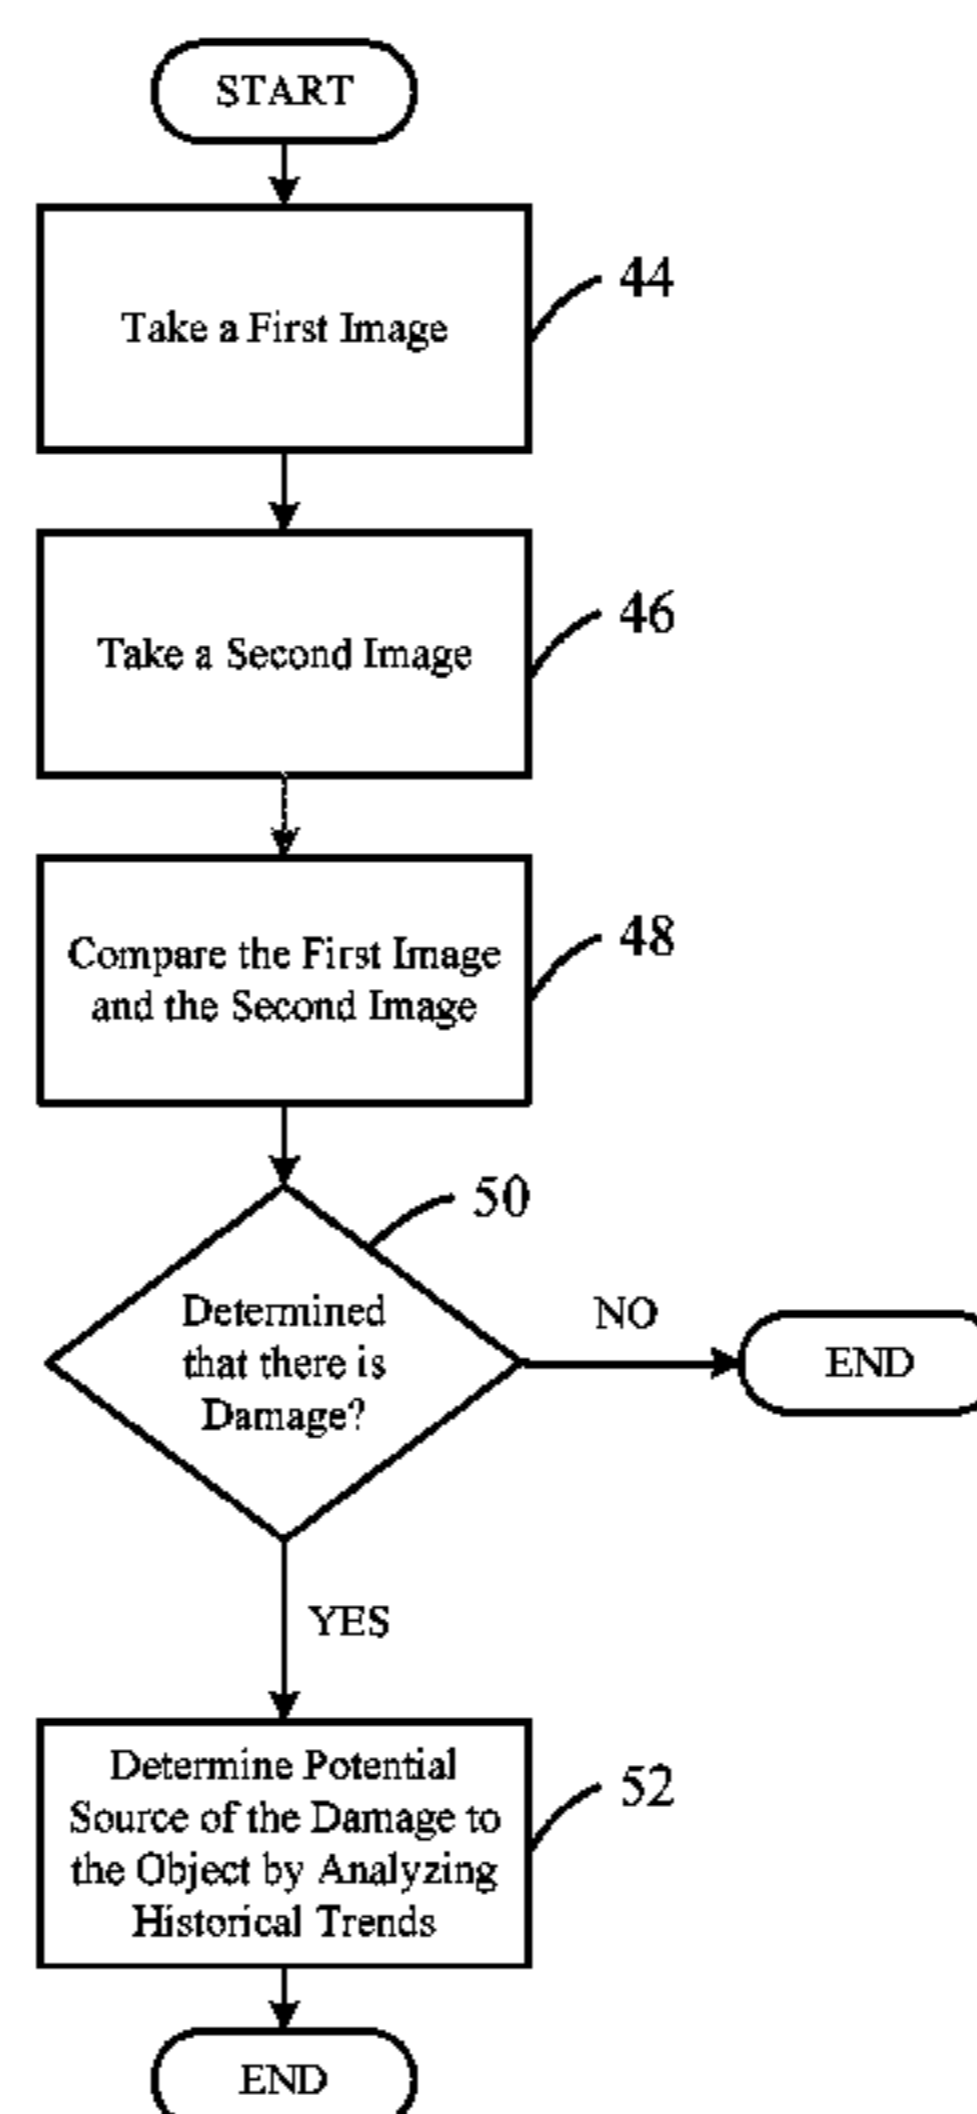 START
Take a First Image
44
Take a Second Image
46
Compare the First Image
and the Second Image
48
50
Determined
that there is
Damage?
NO
END
YES
Determine Potential
Source of the Damage to
the Object by Analyzing
Historical Trends
52
END